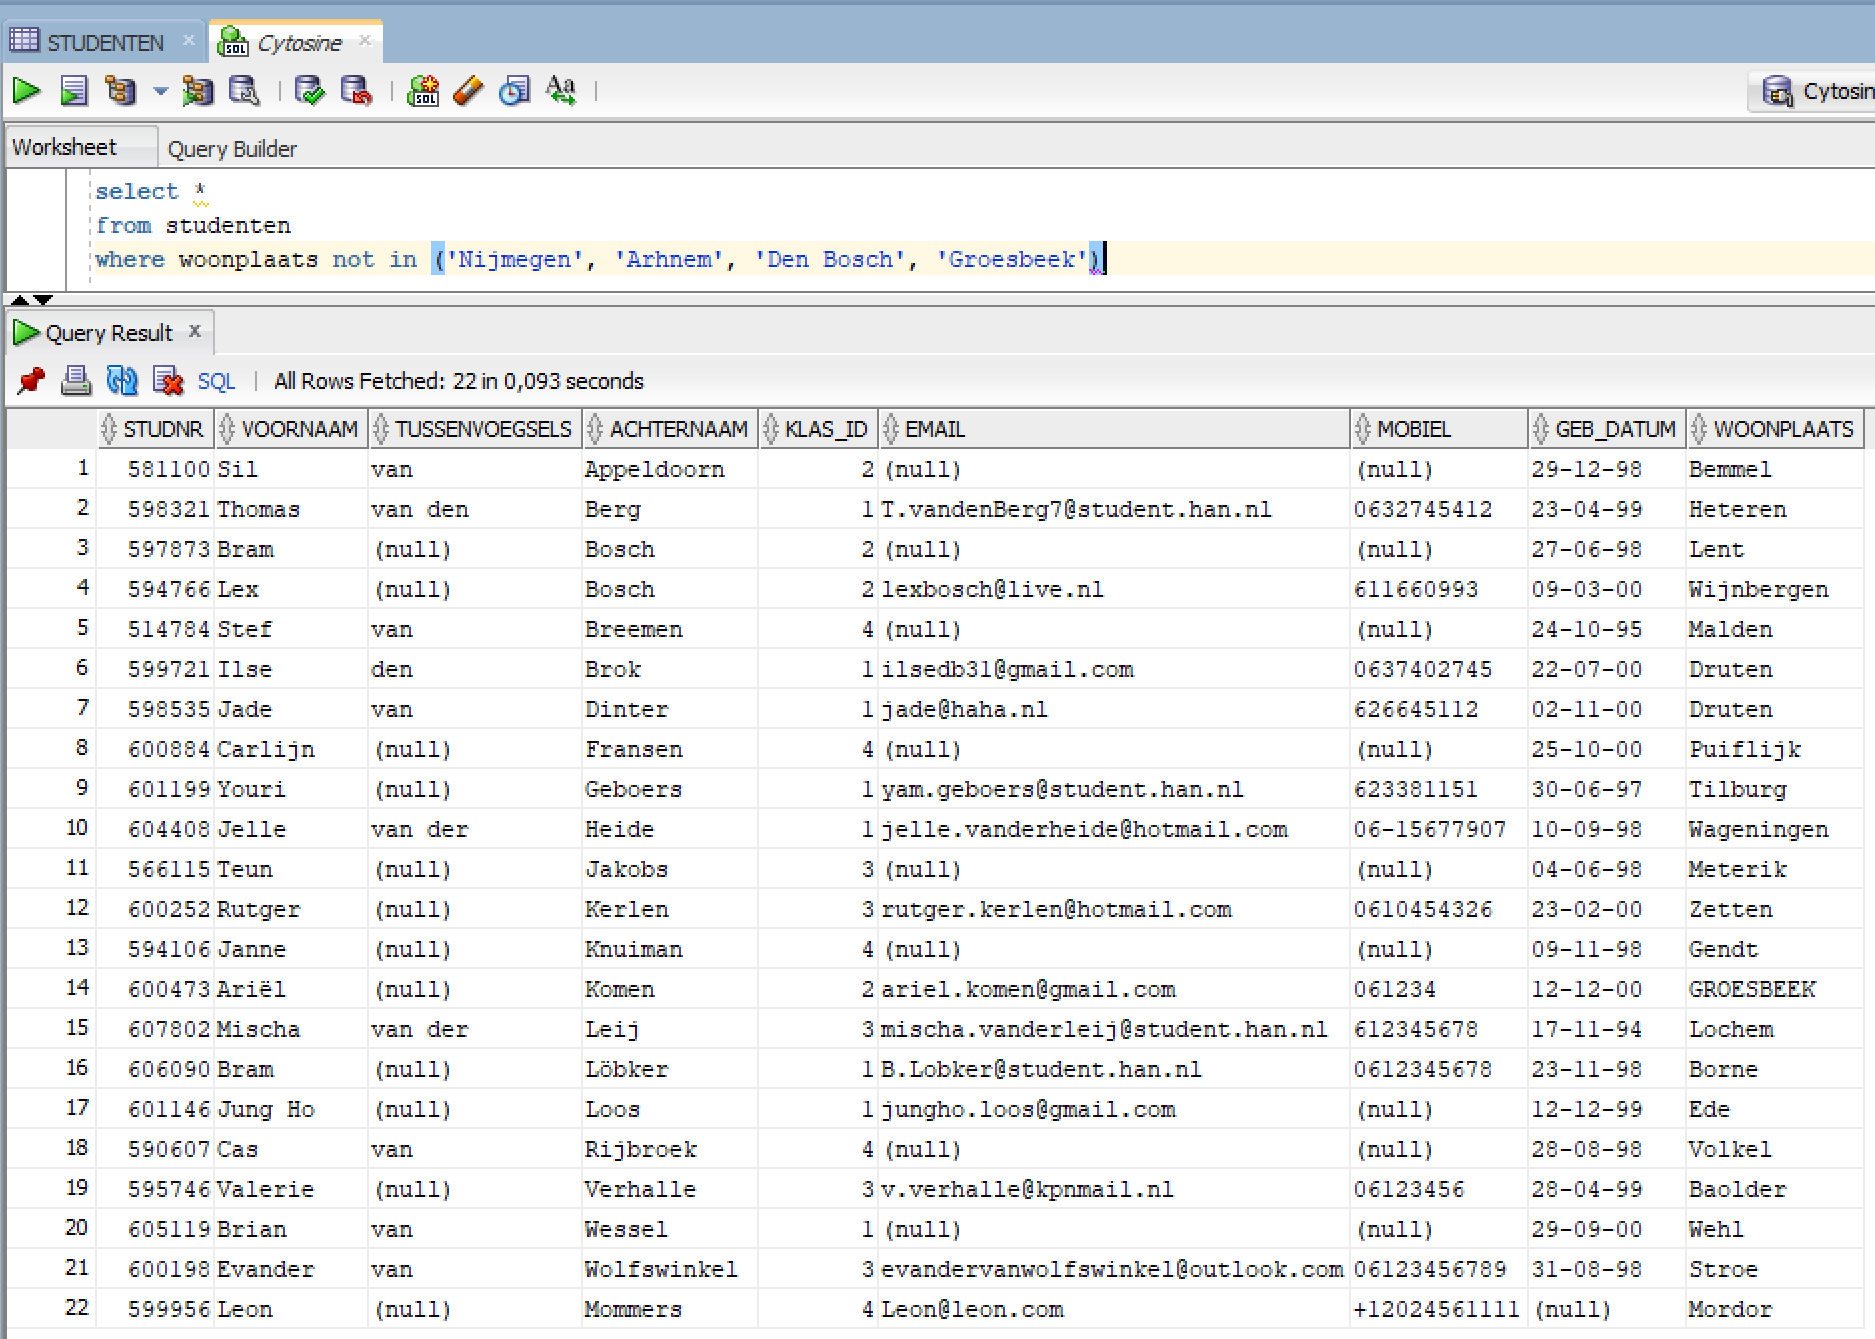 STUDENTEN × Cytosine ×
Cytosin
Worksheet Query Builder
select *
from studenten
where woonplaats not in ('Nijmegen', 'Arhnem', 'Den Bosch', 'Groesbeek')
Query Result ×
SQL | All Rows Fetched: 22 in 0,093 seconds
STUDNR VOORNAAM TUSSENVOEGSELS ACHTERNAAM KLAS_ID EMAIL MOBIEL GEB_DATUM WOONPLAATS
1 581100 Sil van Appeldoorn 2 (null) (null) 29-12-98 Bemmel
2 598321 Thomas van den Berg 1 T.vandenBerg7@student.han.nl 0632745412 23-04-99 Heteren
3 597873 Bram (null) Bosch 2 (null) (null) 27-06-98 Lent
4 594766 Lex (null) Bosch 2 lexbosch@live.nl 611660993 09-03-00 Wijnbergen
5 514784 Stef van Breemen 4 (null) (null) 24-10-95 Malden
6 599721 Ilse den Brok 1 ilsedb31@gmail.com 0637402745 22-07-00 Druten
7 598535 Jade van Dinter 1 jade@haha.nl 626645112 02-11-00 Druten
8 600884 Carlijn (null) Fransen 4 (null) (null) 25-10-00 Puiflijk
9 601199 Youri (null) Geboers 1 yam.geboers@student.han.nl 623381151 30-06-97 Tilburg
10 604408 Jelle van der Heide 1 jelle.vanderheide@hotmail.com 06-15677907 10-09-98 Wageningen
11 566115 Teun (null) Jakobs 3 (null) (null) 04-06-98 Meterik
12 600252 Rutger (null) Kerlen 3 rutger.kerlen@hotmail.com 0610454326 23-02-00 Zetten
13 594106 Janne (null) Knuiman 4 (null) (null) 09-11-98 Gendt
14 600473 Ariël (null) Komen 2 ariel.komen@gmail.com 061234 12-12-00 GROESBEEK
15 607802 Mischa van der Leij 3 mischa.vanderleij@student.han.nl 612345678 17-11-94 Lochem
16 606090 Bram (null) Löbker 1 B.Lobker@student.han.nl 0612345678 23-11-98 Borne
17 601146 Jung Ho (null) Loos 1 jungho.loos@gmail.com (null) 12-12-99 Ede
18 590607 Cas van Rijbroek 4 (null) (null) 28-08-98 Volkel
19 595746 Valerie (null) Verhalle 3 v.verhalle@kpnmail.nl 06123456 28-04-99 Baolder
20 605119 Brian van Wessel 1 (null) (null) 29-09-00 Wehl
21 600198 Evander van Wolfswinkel 3 evandervanwolfswinkel@outlook.com 06123456789 31-08-98 Stroe
22 599956 Leon (null) Mommers 4 Leon@leon.com +12024561111 (null) Mordor